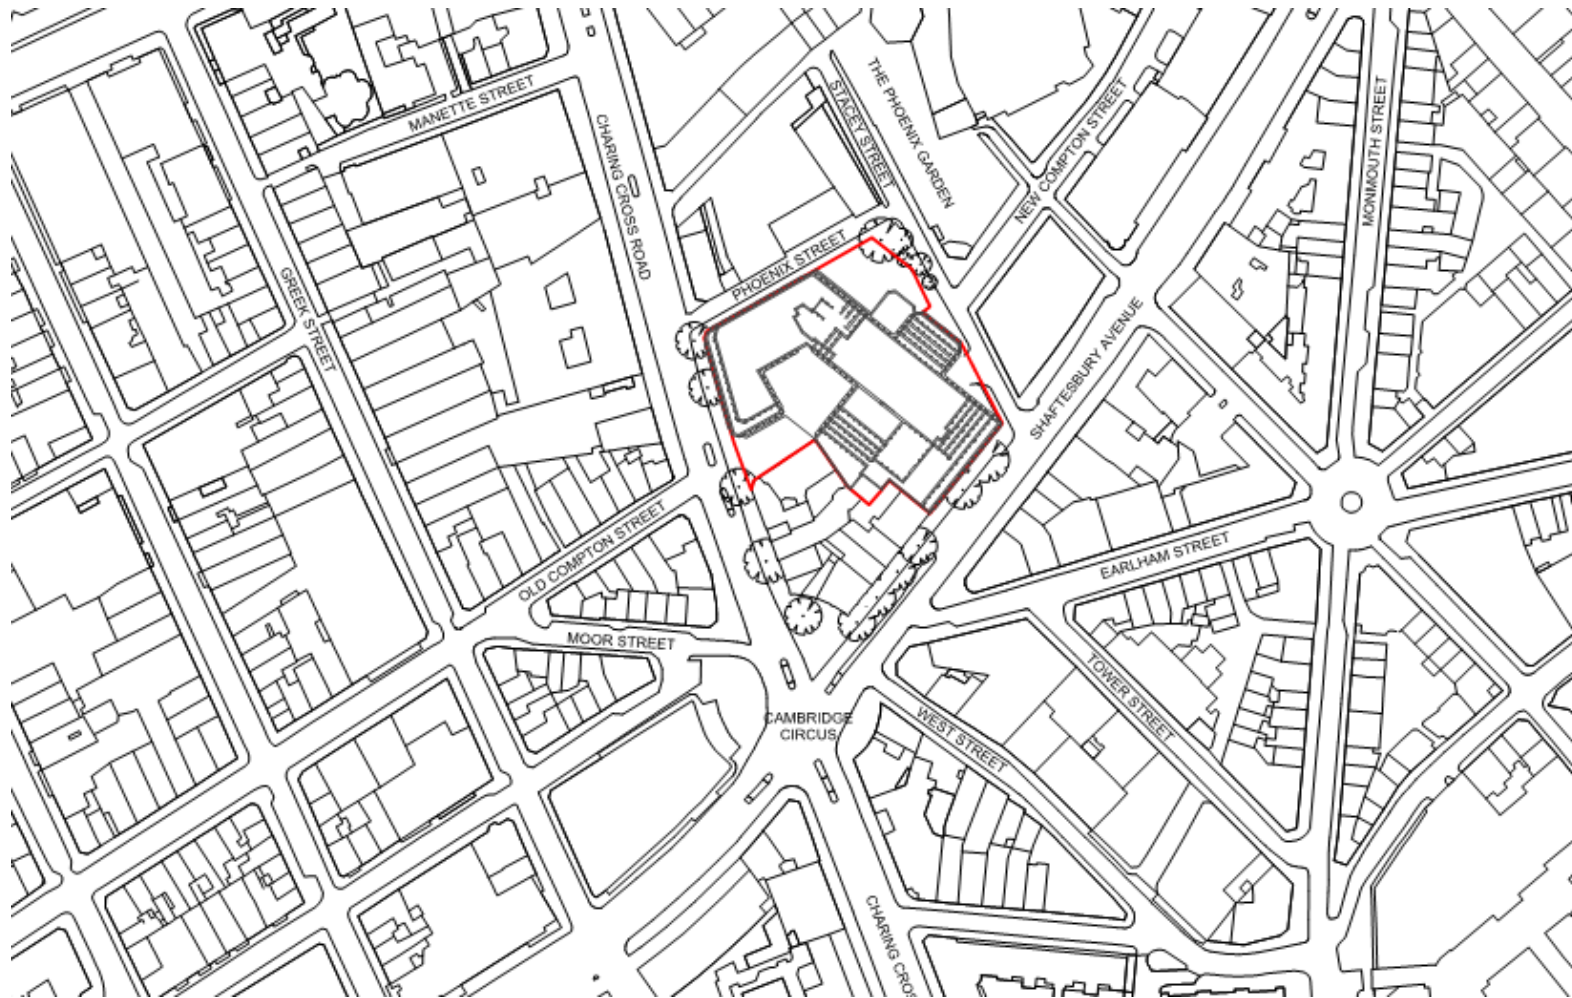 MANETTE STREET
CHARING CROSS ROAD
STACEY STREET
THE PHOENIX GARDEN
NEW COMPTON STREET
MONMOUTH STREET
PHOENIX STREET
GREEK STREET
SHAFTESBURY AVENUE
OLD COMPTON STREET
EARLHAM STREET
MOOR STREET
TOWER STREET
CAMBRIDGE
CIRCUS
WEST STREET
CHARING CROS